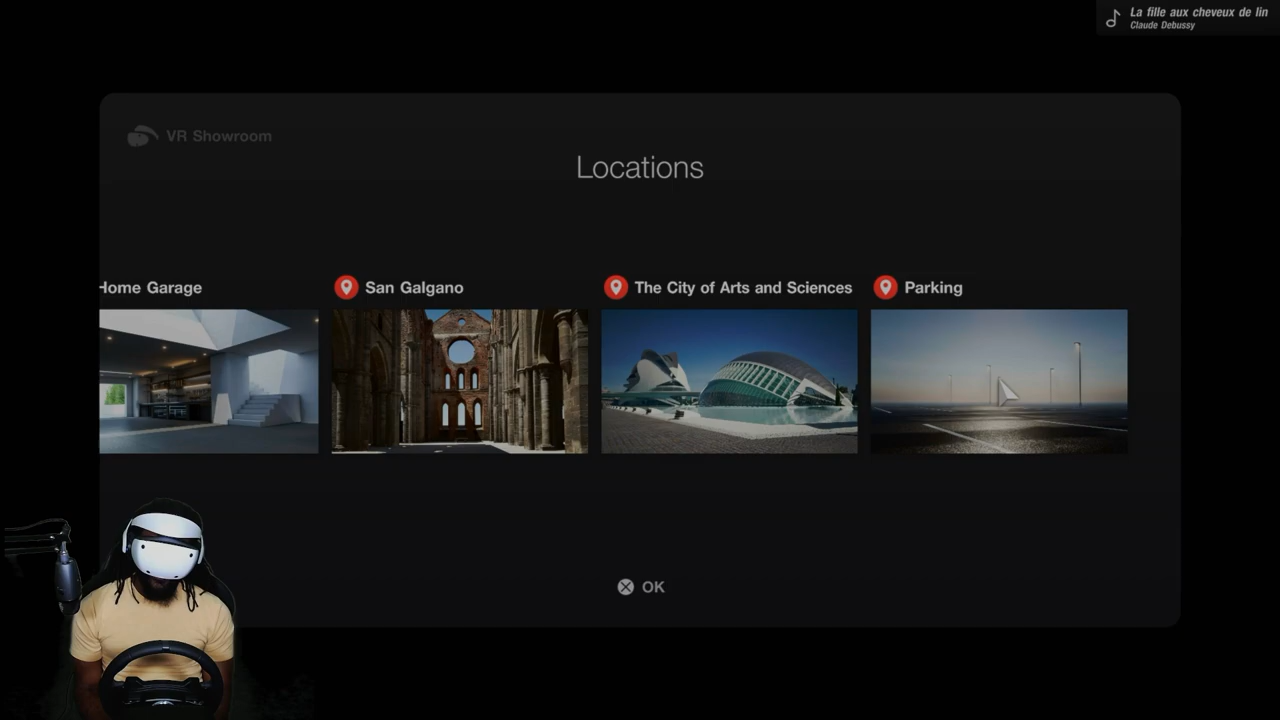 La fille aux cheveux de lin
Claude Debussy
VR Showroom
Locations
Home Garage
San Galgano
The City of Arts and Sciences
Parking
OK